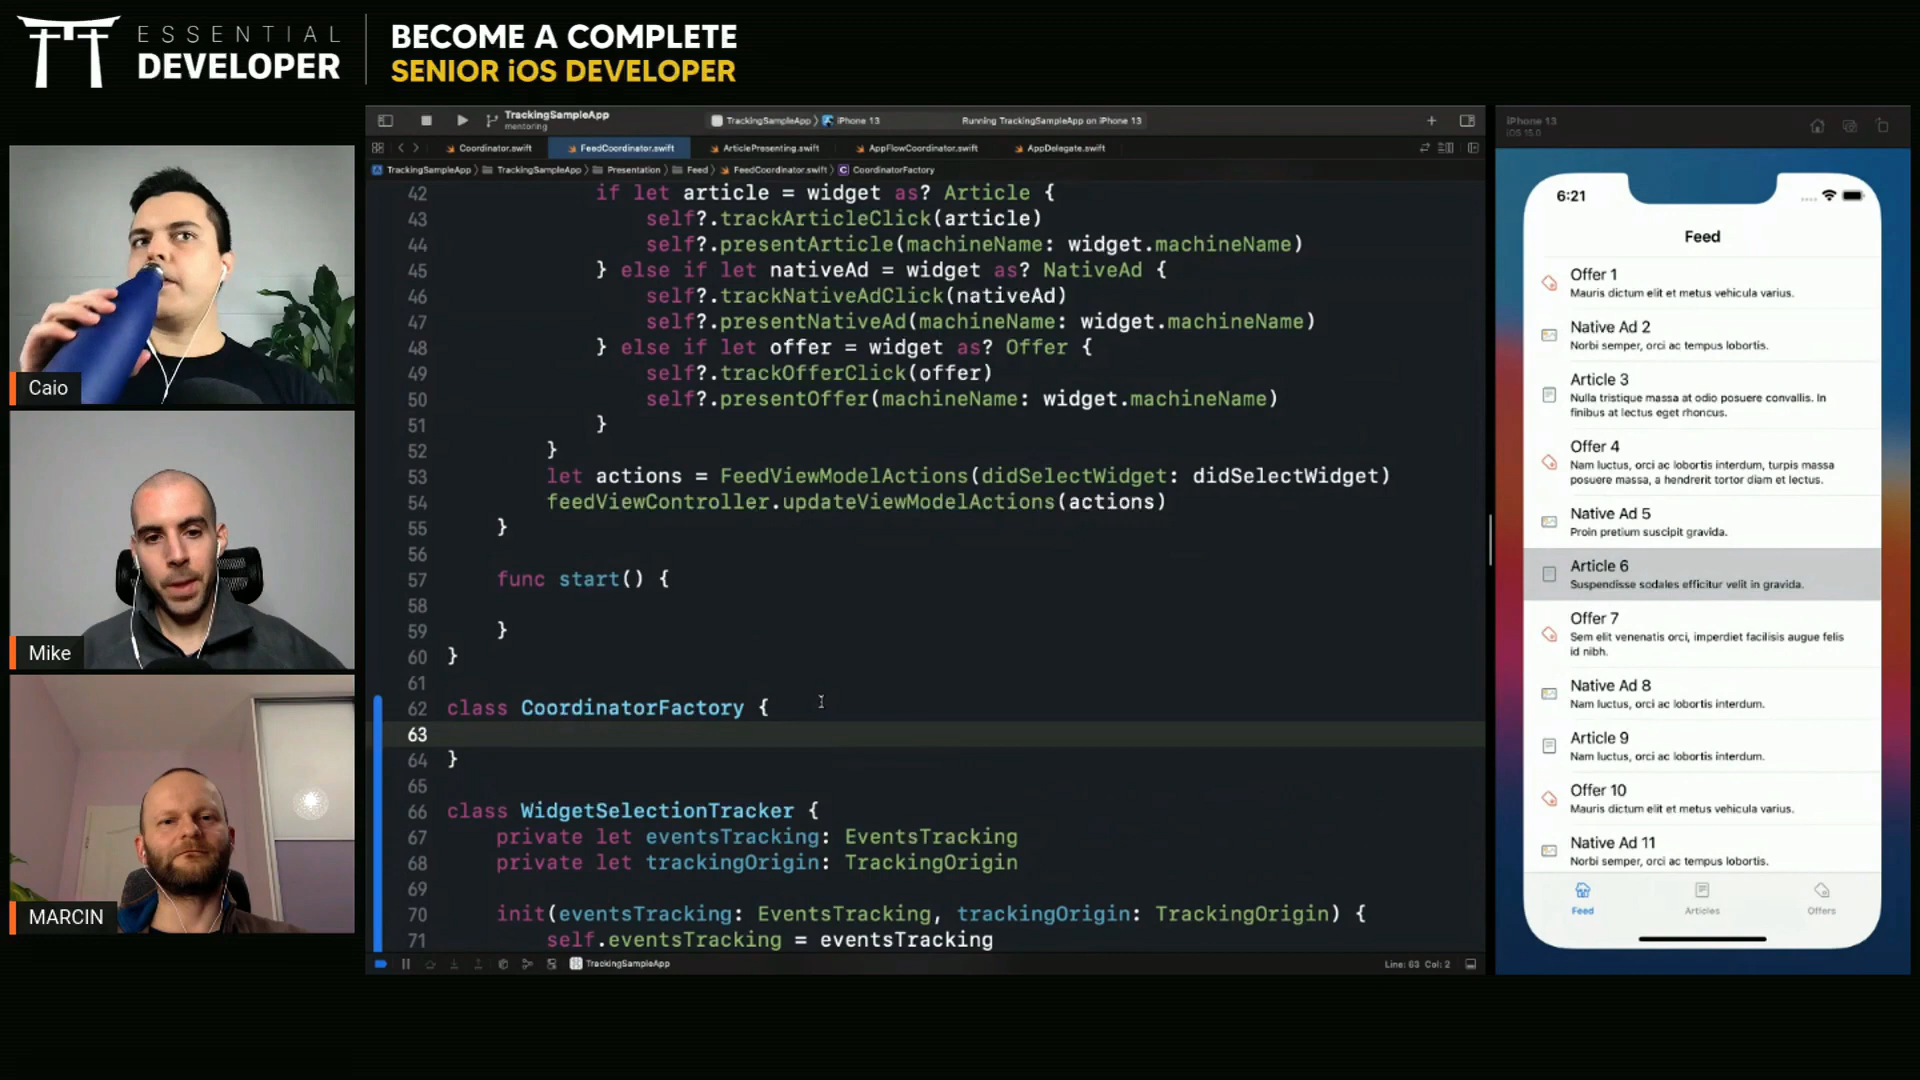 ESSENTIAL
DEVELOPER
BECOME A COMPLETE
SENIOR iOS DEVELOPER
Caio
Mike
MARCIN
TrackingSampleApp
mentoring
TrackingSampleApp
iPhone 13
Running TrackingSampleApp on iPhone 13
Coordinator.swift
FeedCoordinator.swift
ArticlePresenting.swift
AppFlowCoordinator.swift
AppDelegate.swift
TrackingSampleApp
TrackingSampleApp
Presentation
Feed
FeedCoordinator.swift
C CoordinatorFactory
42 if let article = widget as? Article {
43 self?.trackArticleClick(article)
44 self?.presentArticle(machineName: widget.machineName)
45 } else if let nativeAd = widget as? NativeAd {
46 self?.trackNativeAdClick(nativeAd)
47 self?.presentNativeAd(machineName: widget.machineName)
48 } else if let offer = widget as? Offer {
49 self?.trackOfferClick(offer)
50 self?.presentOffer(machineName: widget.machineName)
51 }
52 }
53 let actions = FeedViewModelActions(didSelectWidget: didSelectWidget)
54 feedViewController.updateViewModelActions(actions)
55 }
56
57 func start() {
58
59 }
60 }
61
62 class CoordinatorFactory {
63
64 }
65
66 class WidgetSelectionTracker {
67 private let eventsTracking: EventsTracking
68 private let trackingOrigin: TrackingOrigin
69
70 init(eventsTracking: EventsTracking, trackingOrigin: TrackingOrigin) {
71 self.eventsTracking = eventsTracking
TrackingSampleApp
Line: 63 Col: 2
iPhone 13
iOS 15.0
6:21
Feed
Offer 1
Mauris dictum elit et metus vehicula varius.
Native Ad 2
Norbi semper, orci ac tempus lobortis.
Article 3
Nulla tristique massa at odio posuere convallis. In
finibus at lectus eget rhoncus.
Offer 4
Nam luctus, orci ac lobortis interdum, turpis massa
posuere massa, a hendrerit tortor diam et lectus.
Native Ad 5
Proin pretium suscipit gravida.
Article 6
Suspendisse sodales efficitur velit in gravida.
Offer 7
Sem elit venenatis orci, imperdiet facilisis augue felis
id nibh.
Native Ad 8
Nam luctus, orci ac lobortis interdum.
Article 9
Nam luctus, orci ac lobortis interdum.
Offer 10
Mauris dictum elit et metus vehicula varius.
Native Ad 11
Norbi semper, orci ac tempus lobortis.
Feed
Articles
Offers